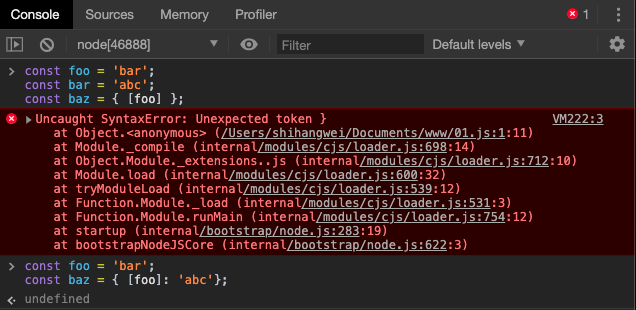 Console Sources Memory Profiler 1
node[46888] Filter Default levels
const foo = 'bar';
const bar = 'abc';
const baz = { [foo] };
Uncaught SyntaxError: Unexpected token } VM222:3
at Object.<anonymous> (/Users/shihangwei/Documents/www/01.js:1:11)
at Module._compile (internal/modules/cjs/loader.js:698:14)
at Object.Module._extensions..js (internal/modules/cjs/loader.js:712:10)
at Module.load (internal/modules/cjs/loader.js:600:32)
at tryModuleLoad (internal/modules/cjs/loader.js:539:12)
at Function.Module._load (internal/modules/cjs/loader.js:531:3)
at Function.Module.runMain (internal/modules/cjs/loader.js:754:12)
at startup (internal/bootstrap/node.js:283:19)
at bootstrapNodeJSCore (internal/bootstrap/node.js:622:3)
const foo = 'bar';
const baz = { [foo]: 'abc'};
undefined